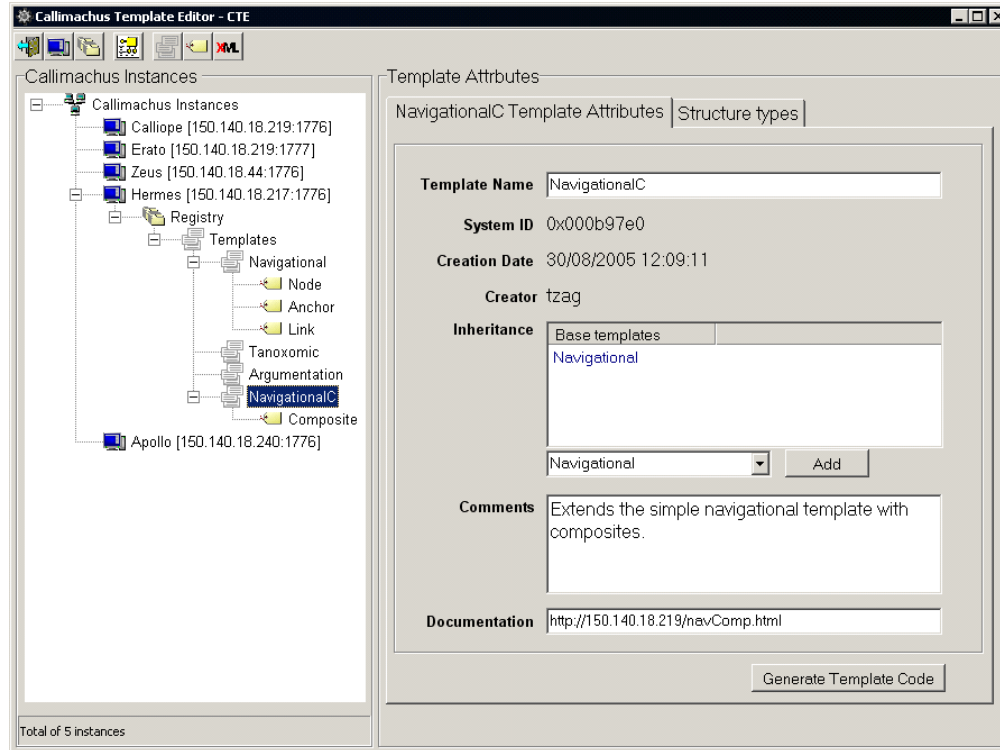 Callimachus Template Editor - CTE
XML
Callimachus Instances
Callimachus Instances
Calliope [150.140.18.219:1776]
Erato [150.140.18.219:1777]
Zeus [150.140.18.44:1776]
Hermes [150.140.18.217:1776]
Registry
Templates
Navigational
Node
Anchor
Link
Tanoxomic
Argumentation
NavigationalC
Composite
Apollo [150.140.18.240:1776]
Total of 5 instances
Template Attrbutes
NavigationalC Template Attributes Structure types
Template Name NavigationalC
System ID 0x000b97e0
Creation Date 30/08/2005 12:09:11
Creator tzag
Inheritance Base templates
Navigational
Navigational Add
Comments Extends the simple navigational template with
composites.
Documentation http://150.140.18.219/navComp.html
Generate Template Code